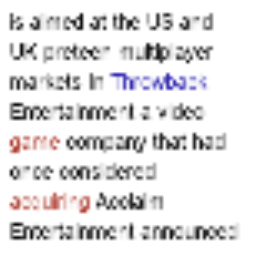 is aimed at the US and
UK preteen multiplayer
markets. In Throwback
Entertainment a video
game company that had
once considered
acquiring Acclaim
Entertainment announced